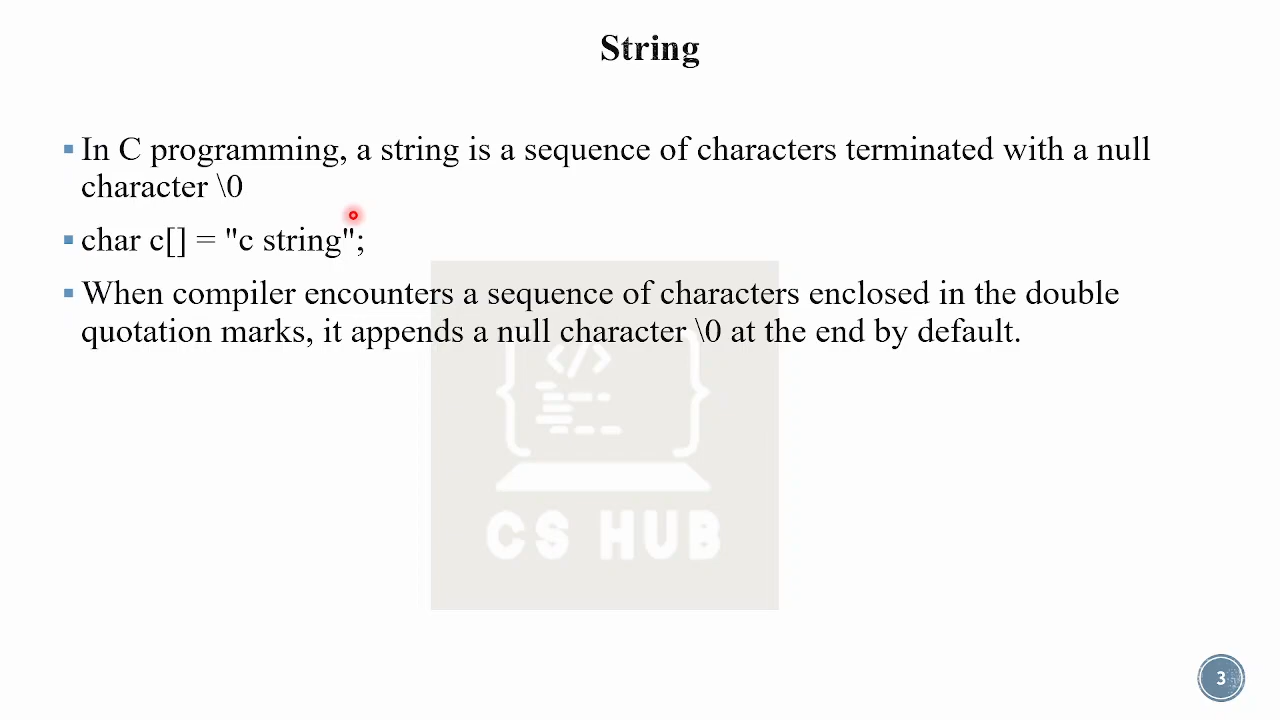 String
In C programming, a string is a sequence of characters terminated with a null
character \0
char c[] = "c string";
When compiler encounters a sequence of characters enclosed in the double
quotation marks, it appends a null character \0 at the end by default.
CS HUB
3